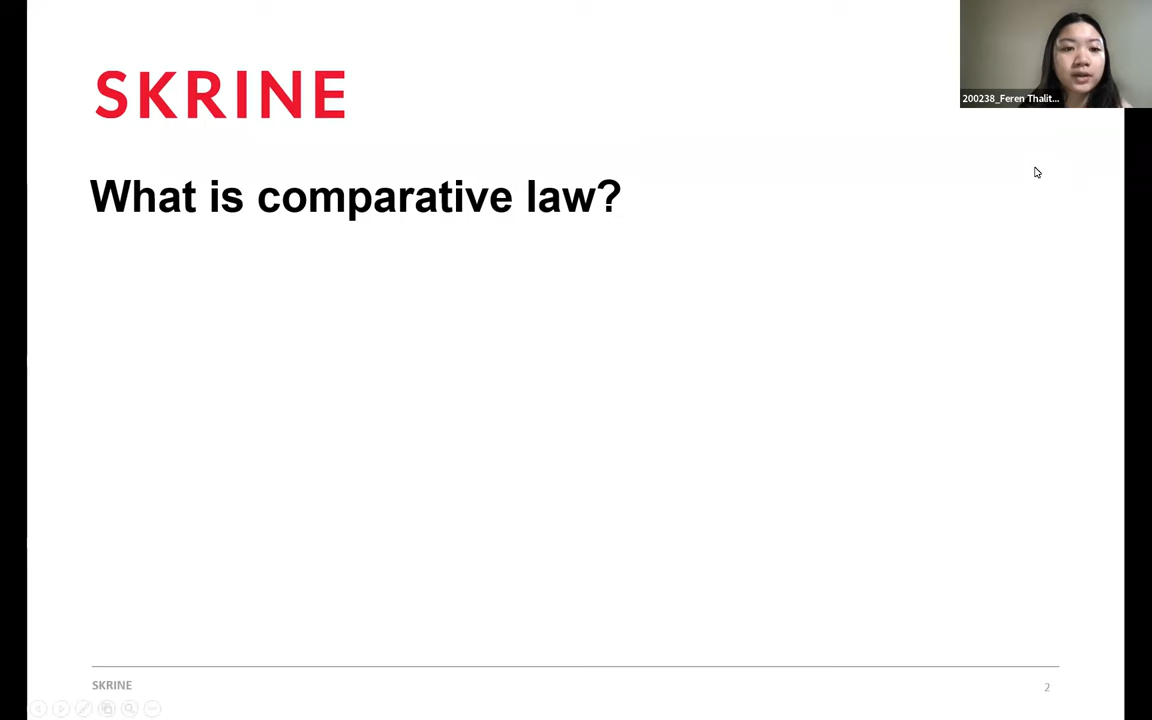 SKRINE
200238_Feren Thalit...
What is comparative law?
SKRINE
2